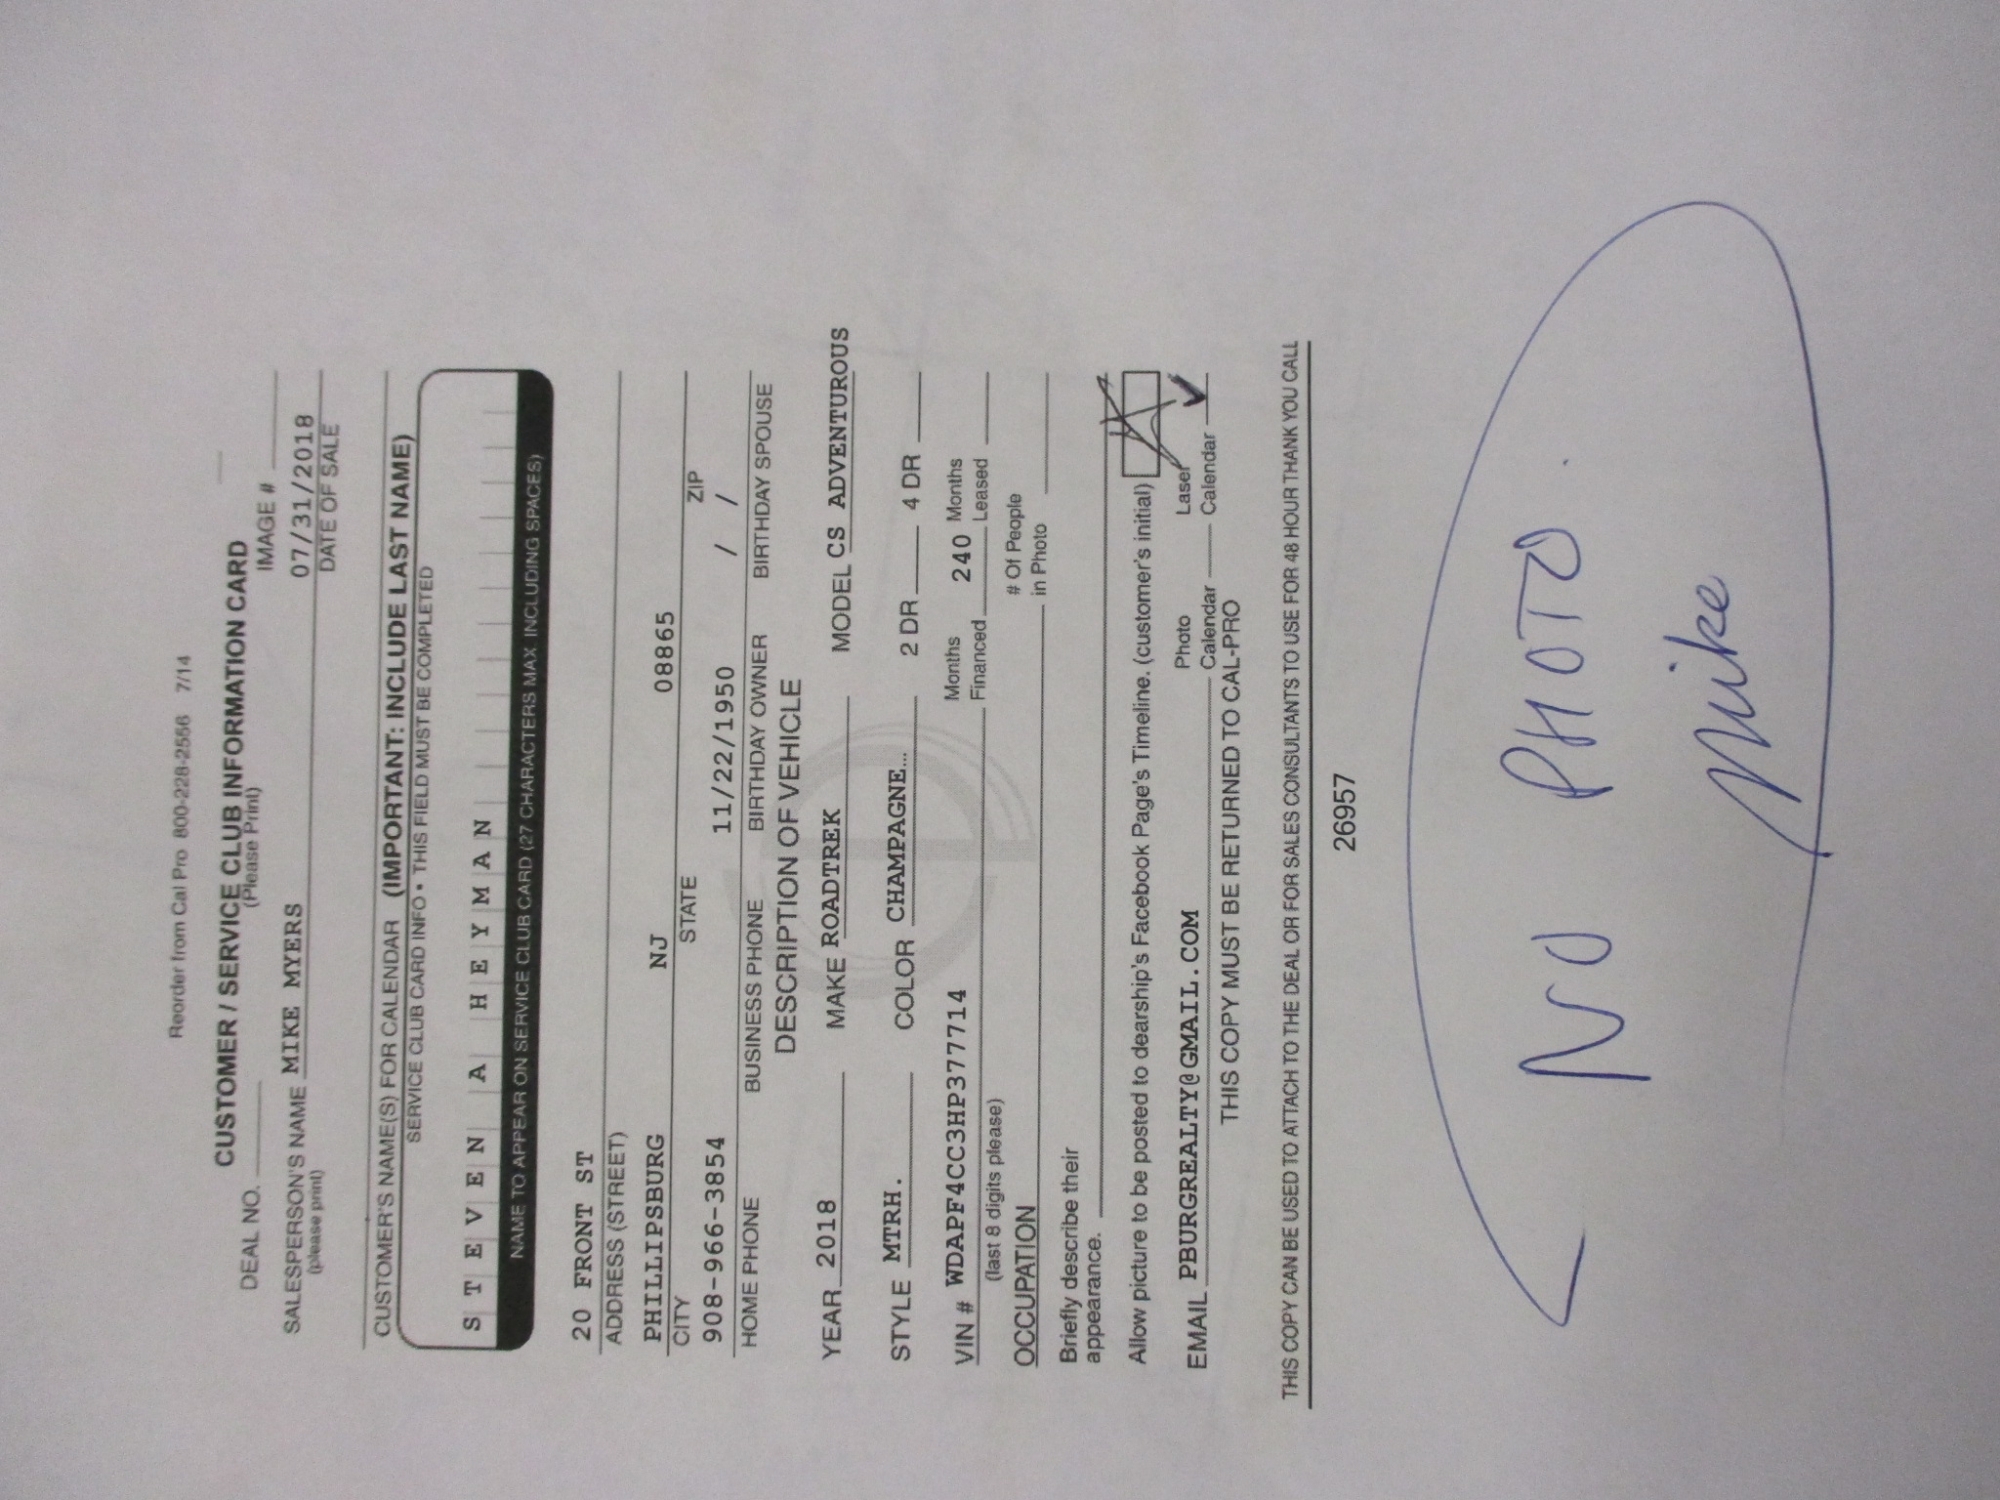 Reorder from Cal Pro 800-228-2556 7/14
CUSTOMER / SERVICE CLUB INFORMATION CARD
(Please Print)
DEAL NO. IMAGE #
SALESPERSON'S NAME MIKE MYERS 07/31/2018
(please print) DATE OF SALE
CUSTOMER'S NAME(S) FOR CALENDAR (IMPORTANT: INCLUDE LAST NAME)
SERVICE CLUB CARD INFO • THIS FIELD MUST BE COMPLETED
STEVEN A HEYMAN
NAME TO APPEAR ON SERVICE CLUB CARD (27 CHARACTERS MAX INCLUDING SPACES)
20 FRONT ST
ADDRESS (STREET)
PHILLIPSBURG NJ 08865
CITY STATE ZIP
908-966-3854 11/22/1950 / /
HOME PHONE BUSINESS PHONE BIRTHDAY OWNER BIRTHDAY SPOUSE
DESCRIPTION OF VEHICLE
YEAR 2018 MAKE ROADTREK MODEL CS ADVENTUROUS
STYLE MTRH. COLOR CHAMPAGNE... 2 DR 4 DR
VIN # WDAPF4CC3HP377714 Months Financed 240 Months Leased
(last 8 digits please)
OCCUPATION # Of People in Photo
Briefly describe their
appearance.
Allow picture to be posted to dearship's Facebook Page's Timeline. (customer's initial)
EMAIL PBURGREALTY@GMAIL.COM Photo Calendar Laser Calendar
THIS COPY MUST BE RETURNED TO CAL-PRO
THIS COPY CAN BE USED TO ATTACH TO THE DEAL OR FOR SALES CONSULTANTS TO USE FOR 48 HOUR THANK YOU CALL
26957
NO PHOTO
Mike